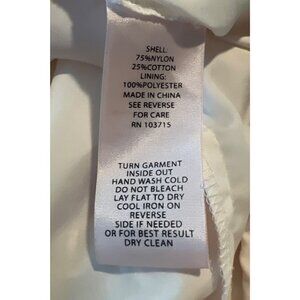 SHELL:
75%NYLON
25%COTTON
LINING:
100%POLYESTER
MADE IN CHINA
SEE REVERSE
FOR CARE
RN 103715
TURN GARMENT
INSIDE OUT
HAND WASH COLD
DO NOT BLEACH
LAY FLAT TO DRY
COOL IRON ON
REVERSE
SIDE IF NEEDED
OR FOR BEST RESULT
DRY CLEAN